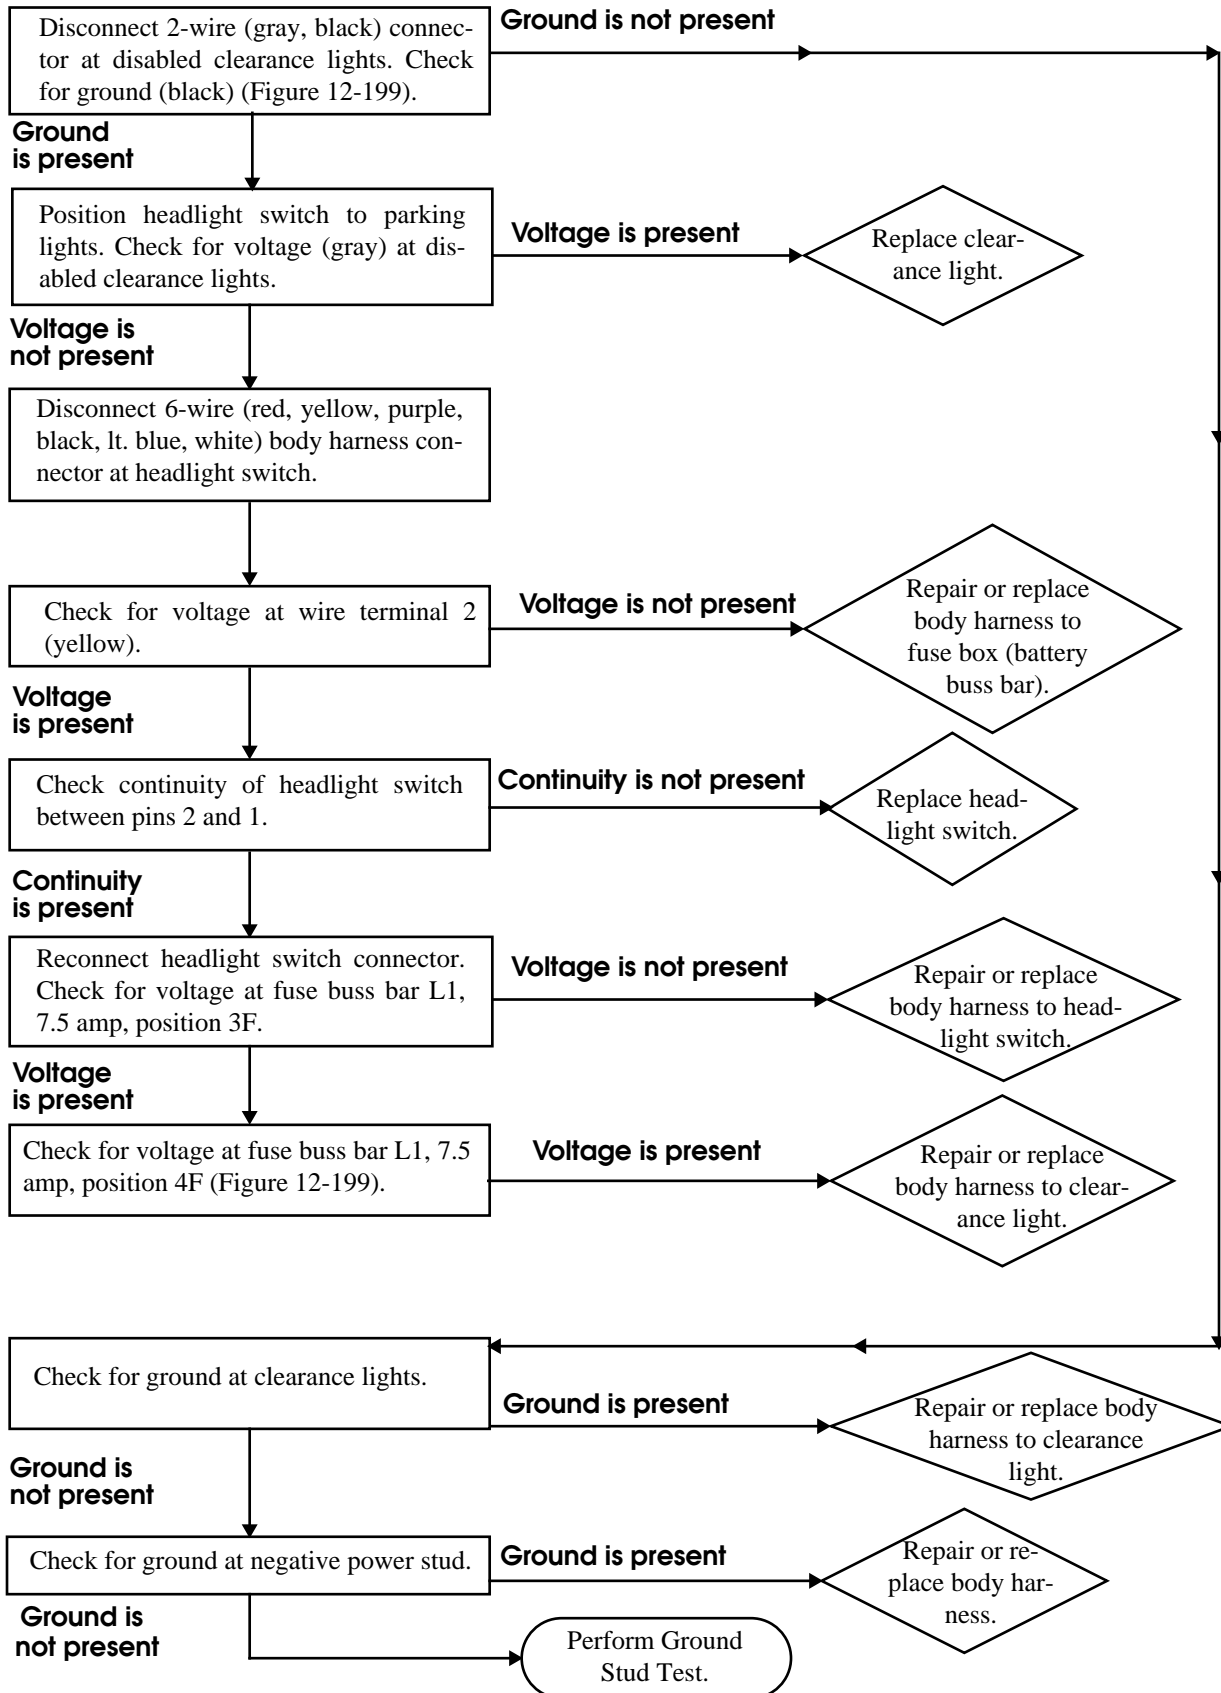 Disconnect 2-wire (gray, black) connec-
tor at disabled clearance lights. Check
for ground (black) (Figure 12-199).
Ground is not present
Ground
is present
Position headlight switch to parking
lights. Check for voltage (gray) at dis-
abled clearance lights.
Voltage is present
Replace clear-
ance light.
Voltage is
not present
Disconnect 6-wire (red, yellow, purple,
black, lt. blue, white) body harness con-
nector at headlight switch.
Check for voltage at wire terminal 2
(yellow).
Voltage is not present
Repair or replace
body harness to
fuse box (battery
buss bar).
Voltage
is present
Check continuity of headlight switch
between pins 2 and 1.
Continuity is not present
Replace head-
light switch.
Continuity
is present
Reconnect headlight switch connector.
Check for voltage at fuse buss bar L1,
7.5 amp, position 3F.
Voltage is not present
Repair or replace
body harness to head-
light switch.
Voltage
is present
Check for voltage at fuse buss bar L1, 7.5
amp, position 4F (Figure 12-199).
Voltage is present
Repair or replace
body harness to clear-
ance light.
Check for ground at clearance lights.
Ground is present
Repair or replace body
harness to clearance
light.
Ground is
not present
Check for ground at negative power stud.
Ground is present
Repair or re-
place body har-
ness.
Ground is
not present
Perform Ground
Stud Test.